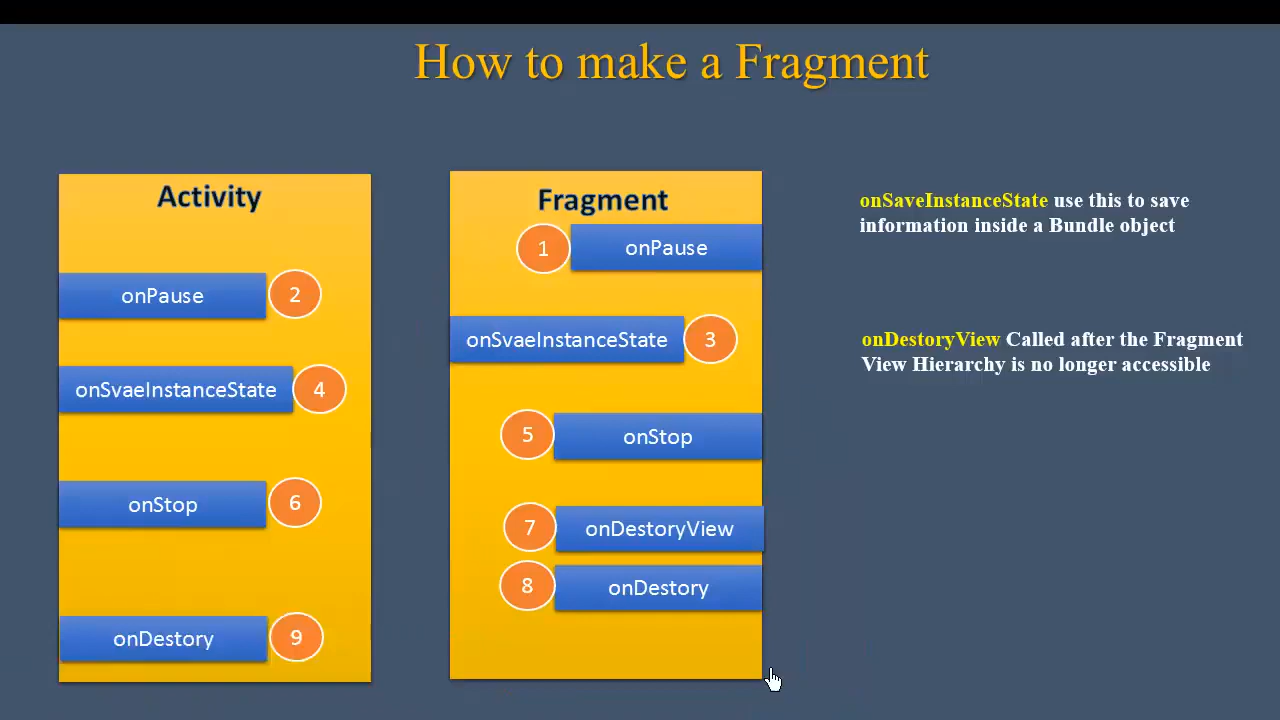 How to make a Fragment
Activity
onPause
2
onSvaeInstanceState
4
onStop
6
onDestory
9
Fragment
1
onPause
onSvaeInstanceState
3
5
onStop
7
onDestoryView
8
onDestory
onSaveInstanceState use this to save
information inside a Bundle object
onDestoryView Called after the Fragment
View Hierarchy is no longer accessible